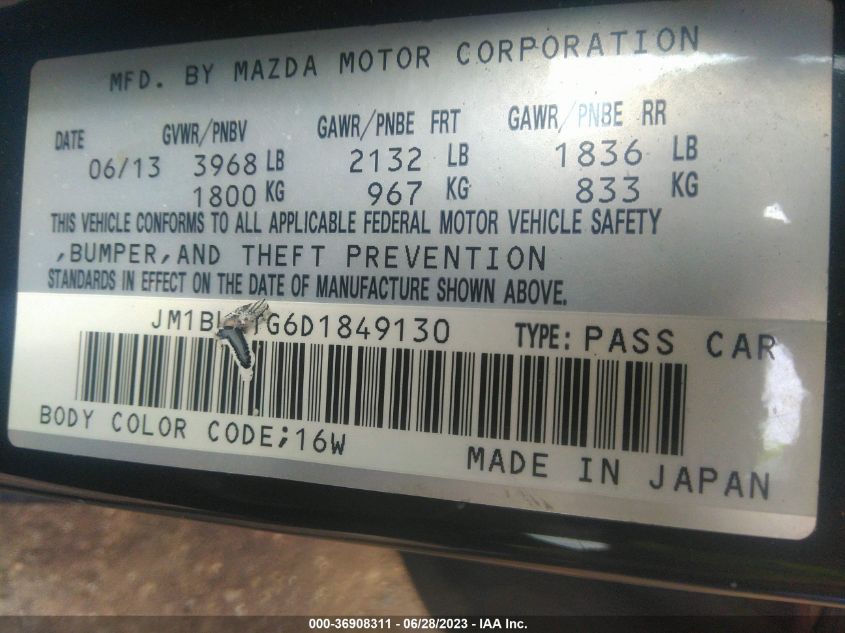 MFD. BY MAZDA MOTOR CORPORATION
DATE GVWR/PNBV GAWR/PNBE FRT GAWR/PNBE RR
06/13 3968 LB 2132 LB 1836 LB
1800 KG 967 KG 833 KG
THIS VEHICLE CONFORMS TO ALL APPLICABLE FEDERAL MOTOR VEHICLE SAFETY
,BUMPER,AND THEFT PREVENTION
STANDARDS IN EFFECT ON THE DATE OF MANUFACTURE SHOWN ABOVE.
TYPE: PASS CAR
BODY COLOR CODE;16W
MADE IN JAPAN
000-36908311 - 06/28/2023 - IAA Inc.